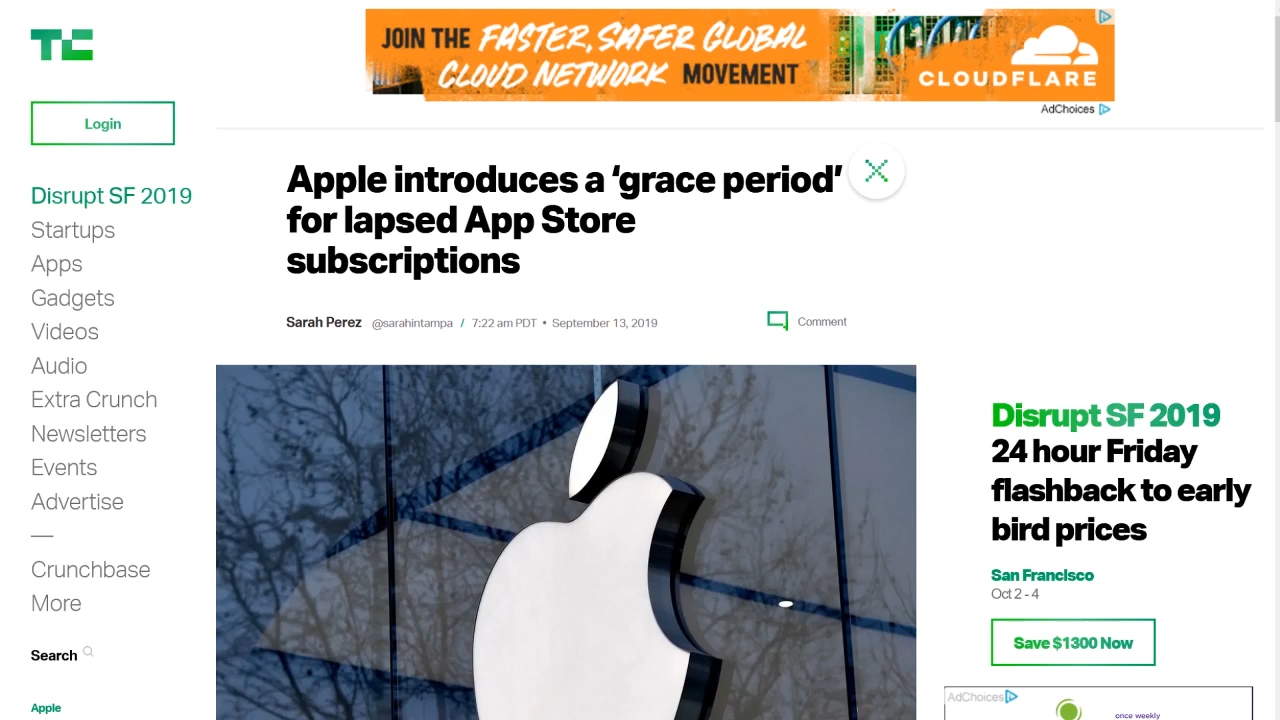 TC
JOIN THE FASTER, SAFER GLOBAL
CLOUD NETWORK MOVEMENT
CLOUDFLARE
AdChoices
Login
Disrupt SF 2019
Startups
Apps
Gadgets
Videos
Audio
Extra Crunch
Newsletters
Events
Advertise
—
Crunchbase
More
Search
Apple
Apple introduces a ‘grace period’
for lapsed App Store
subscriptions
Sarah Perez @sarahintampa / 7:22 am PDT • September 13, 2019
Comment
Disrupt SF 2019
24 hour Friday
flashback to early
bird prices
San Francisco
Oct 2 - 4
Save $1300 Now
AdChoices
once weekly